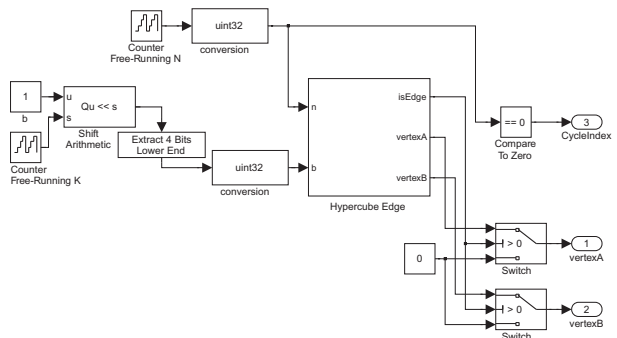 Counter
Free-Running N
uint32
conversion
1
b
u
s
Qu << s
Shift
Arithmetic
Counter
Free-Running K
Extract 4 Bits
Lower End
uint32
conversion
n
b
isEdge
vertexA
vertexB
Hypercube Edge
== 0
Compare
To Zero
3
CycleIndex
0
> 0
Switch
1
vertexA
> 0
Switch
2
vertexB